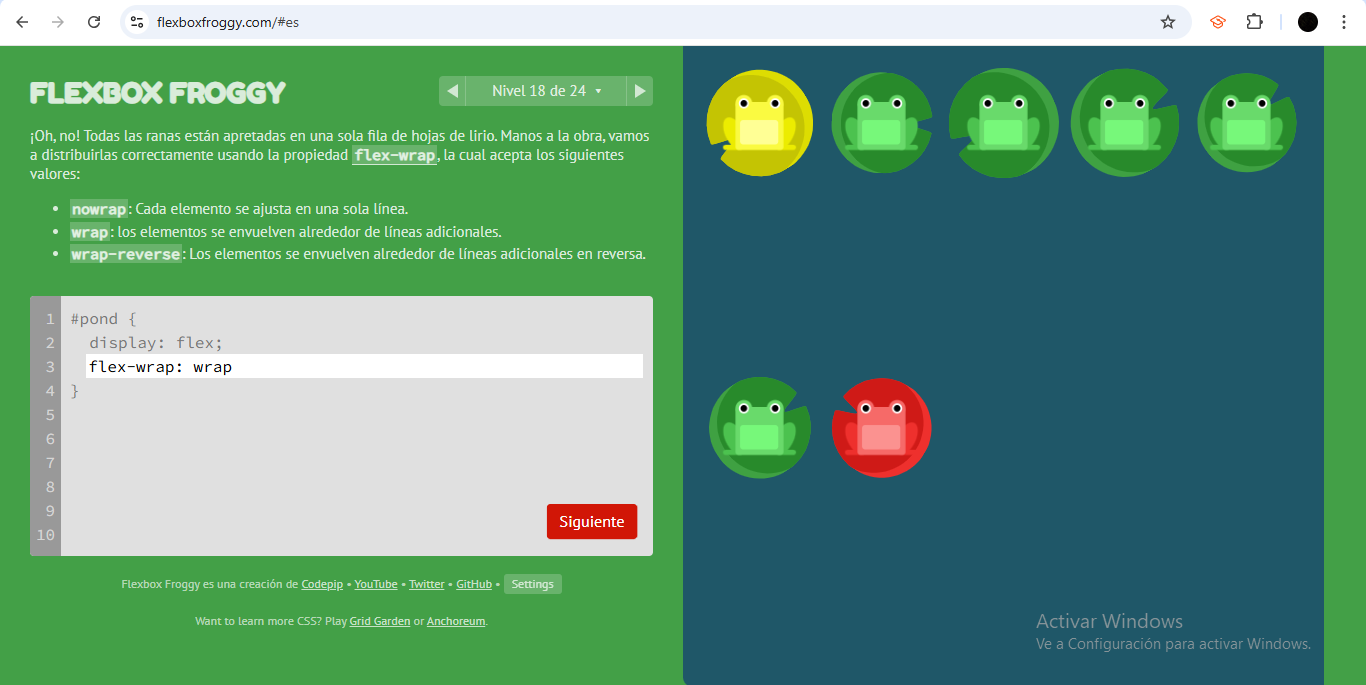 flexboxfroggy.com/#es
FLEXBOX FROGGY
Nivel 18 de 24
¡Oh, no! Todas las ranas están apretadas en una sola fila de hojas de lirio. Manos a la obra, vamos
a distribuirlas correctamente usando la propiedad flex-wrap, la cual acepta los siguientes
valores:
• nowrap: Cada elemento se ajusta en una sola línea.
• wrap: los elementos se envuelven alrededor de líneas adicionales.
• wrap-reverse: Los elementos se envuelven alrededor de líneas adicionales en reversa.
1 #pond {
2 display: flex;
3 flex-wrap: wrap
4 }
5
6
7
8
9
10
Siguiente
Flexbox Froggy es una creación de Codepip • YouTube • Twitter • GitHub • Settings
Want to learn more CSS? Play Grid Garden or Anchoreum.
Activar Windows
Ve a Configuración para activar Windows.